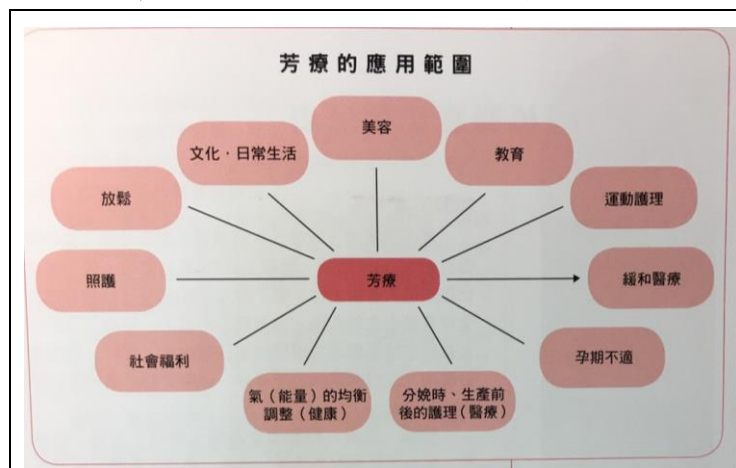 芳療的應用範圍
美容
文化・日常生活
教育
放鬆
運動護理
照護
芳療
緩和醫療
社會福利
孕期不適
氣（能量）的均衡
調整（健康）
分娩時、生產前
後的護理（醫療）